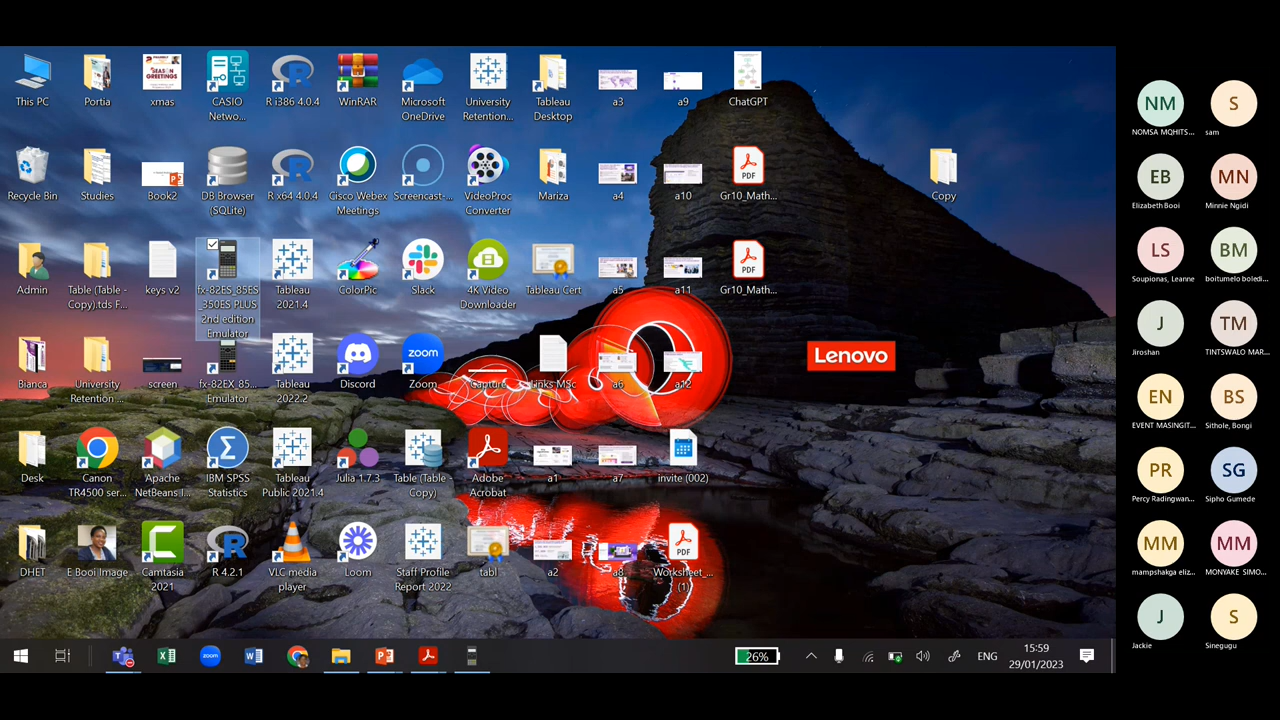 This PC
Portia
xmas
CASIO
Netwo...
R i386 4.0.4
WinRAR
Microsoft
OneDrive
University
Retention...
Tableau
Desktop
a3
a9
ChatGPT
Recycle Bin
Studies
Book2
DB Browser
(SQLite)
R x64 4.0.4
Cisco Webex
Meetings
Screencast-...
VideoProc
Converter
Mariza
a4
a10
PDF
Gr10_Math...
Copy
Admin
Table (Table -
Copy).tds F...
keys v2
fx-82ES_85ES
_350ES PLUS
2nd edition
Emulator
Tableau
2021.4
ColorPic
Slack
4K Video
Downloader
Tableau Cert
a5
a11
PDF
Gr10_Math...
Bianca
University
Retention ...
screen
fx-82EX_85...
Emulator
Tableau
2022.2
Discord
zoom
Zoom
Capture
Links MSc
a6
a12
Lenovo
Desk
Canon
TR4500 ser...
Apache
NetBeans I...
IBM SPSS
Statistics
Tableau
Public 2021.4
Julia 1.7.3
Table (Table -
Copy)
Adobe
Acrobat
a1
a7
invite (002)
DHET
E Booi Image
Camtasia
2021
R 4.2.1
VLC media
player
Loom
Staff Profile
Report 2022
tabl
a2
a8
PDF
Worksheet_...
(1)
zoom
26%
ENG
15:59
29/01/2023
NM
NOMSA MQHITS...
S
sam
EB
Elizabeth Booi
MN
Minnie Ngidi
LS
Soupionas, Leanne
BM
boitumelo boledi...
J
Jiroshan
TM
TINTSWALO MAR...
EN
EVENT MASINGIT...
BS
Sithole, Bongi
PR
Percy Radingwan...
SG
Sipho Gumede
MM
mampshakga eliz...
MM
MONYAKE SIMO...
J
Jackie
S
Sinegugu